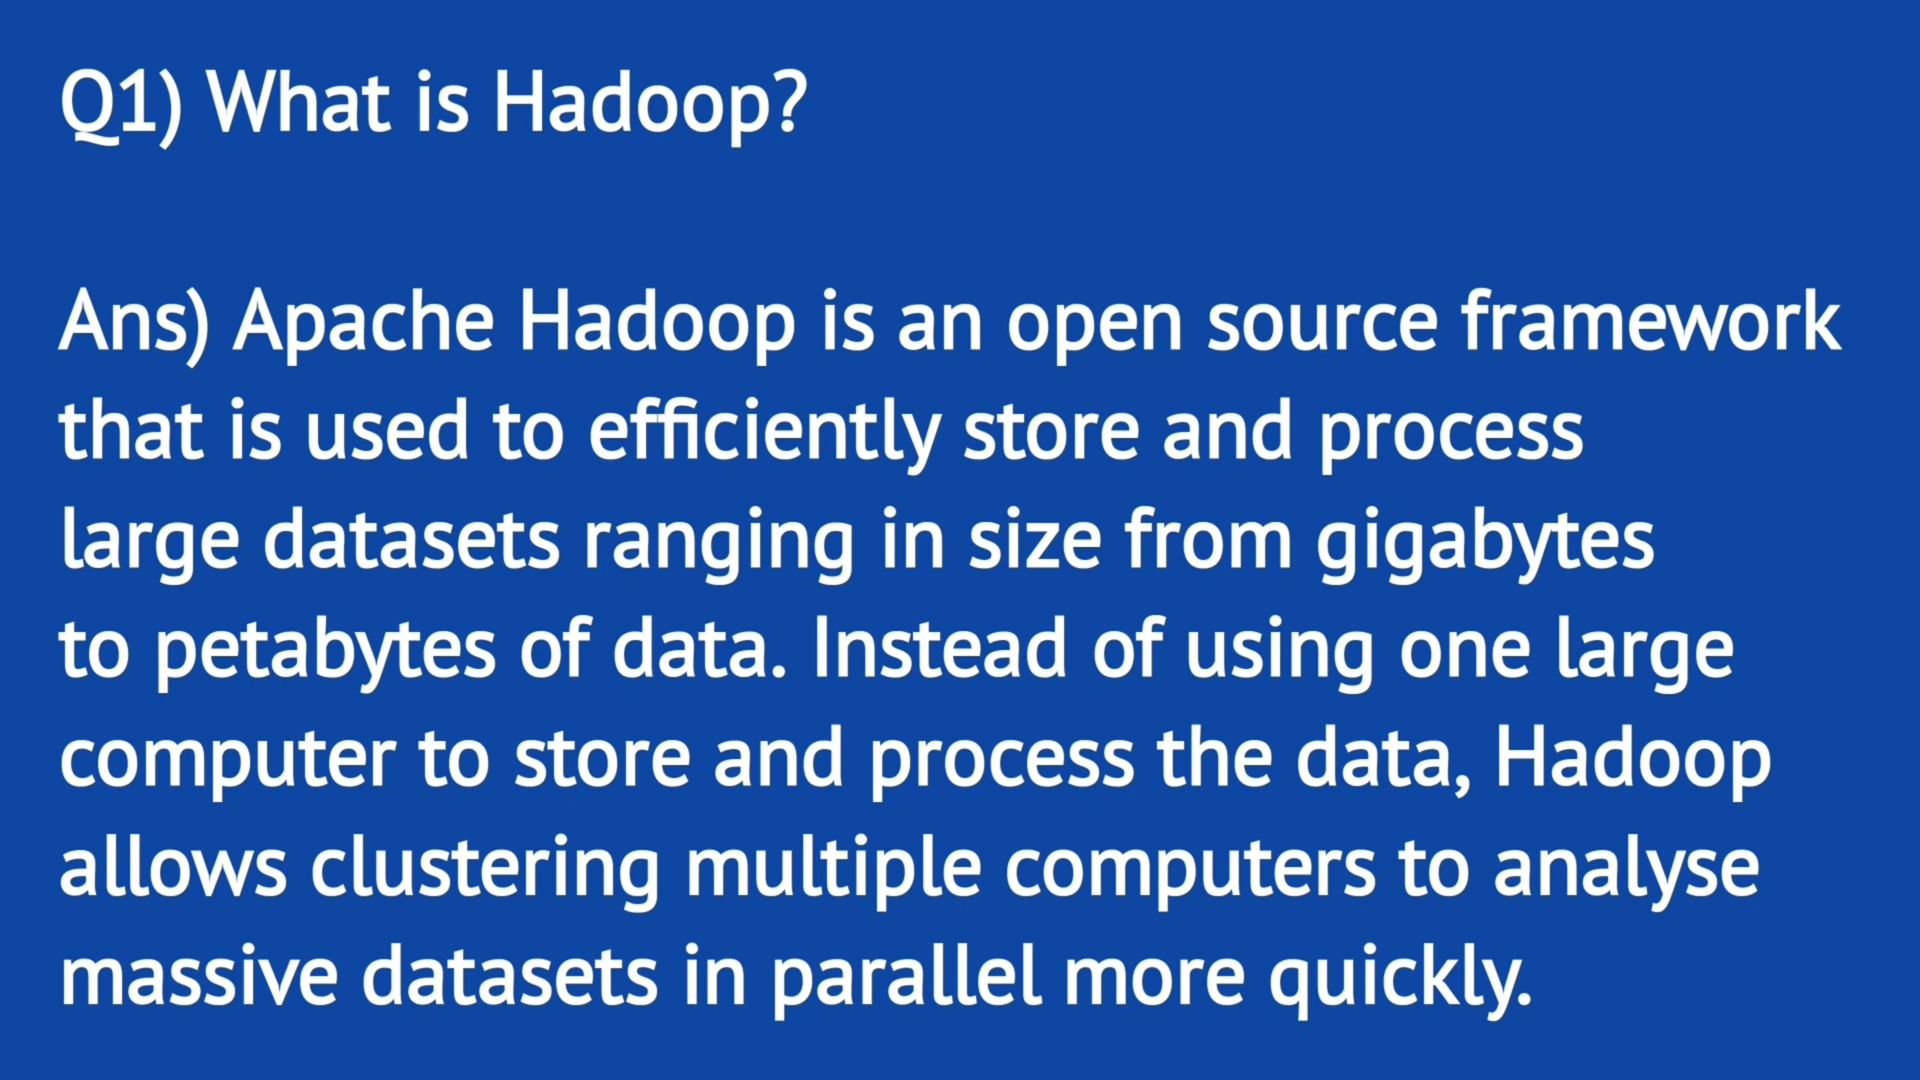 Q1) What is Hadoop?
Ans) Apache Hadoop is an open source framework
that is used to efficiently store and process
large datasets ranging in size from gigabytes
to petabytes of data. Instead of using one large
computer to store and process the data, Hadoop
allows clustering multiple computers to analyse
massive datasets in parallel more quickly.